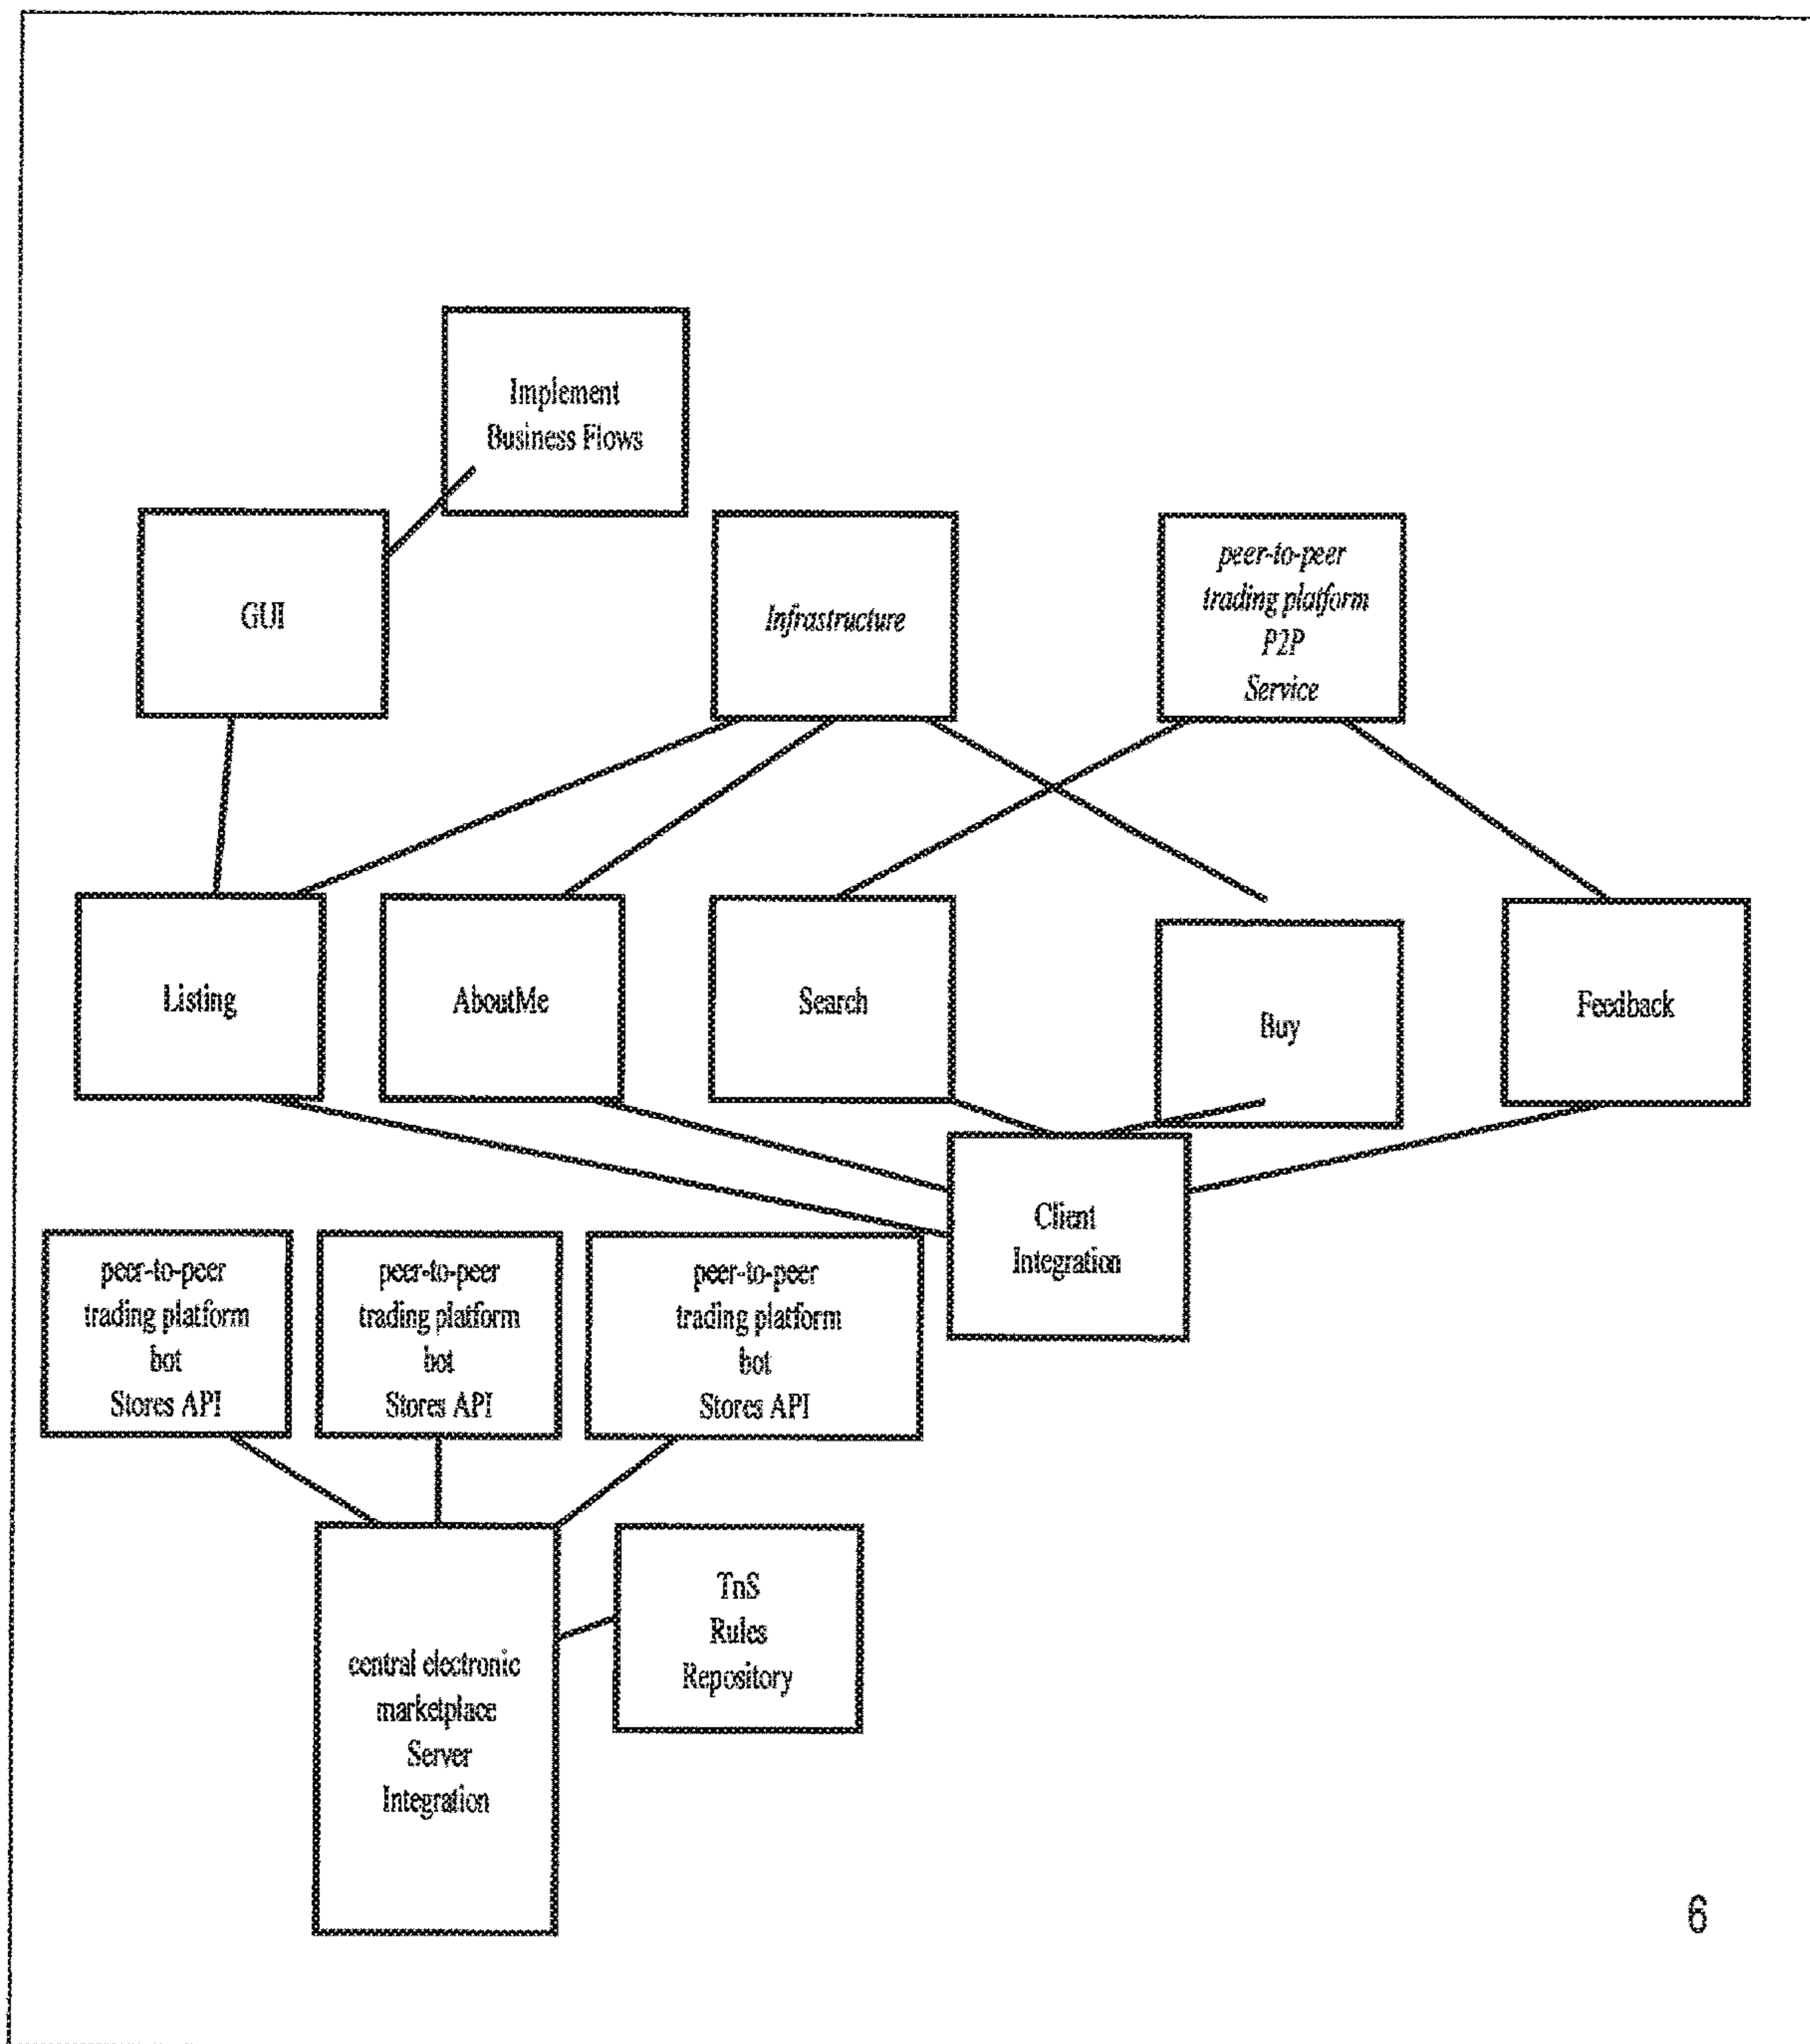 Implement
Business Flows
GUI
Infrastructure
peer-to-peer
trading platform
P2P
Service
Listing
AboutMe
Search
Buy
Feedback
Client
Integration
peer-to-peer
trading platform
bot
Stores API
peer-to-peer
trading platform
bot
Stores API
peer-to-peer
trading platform
bot
Stores API
central electronic
marketplace
Server
Integration
TnS
Rules
Repository
6